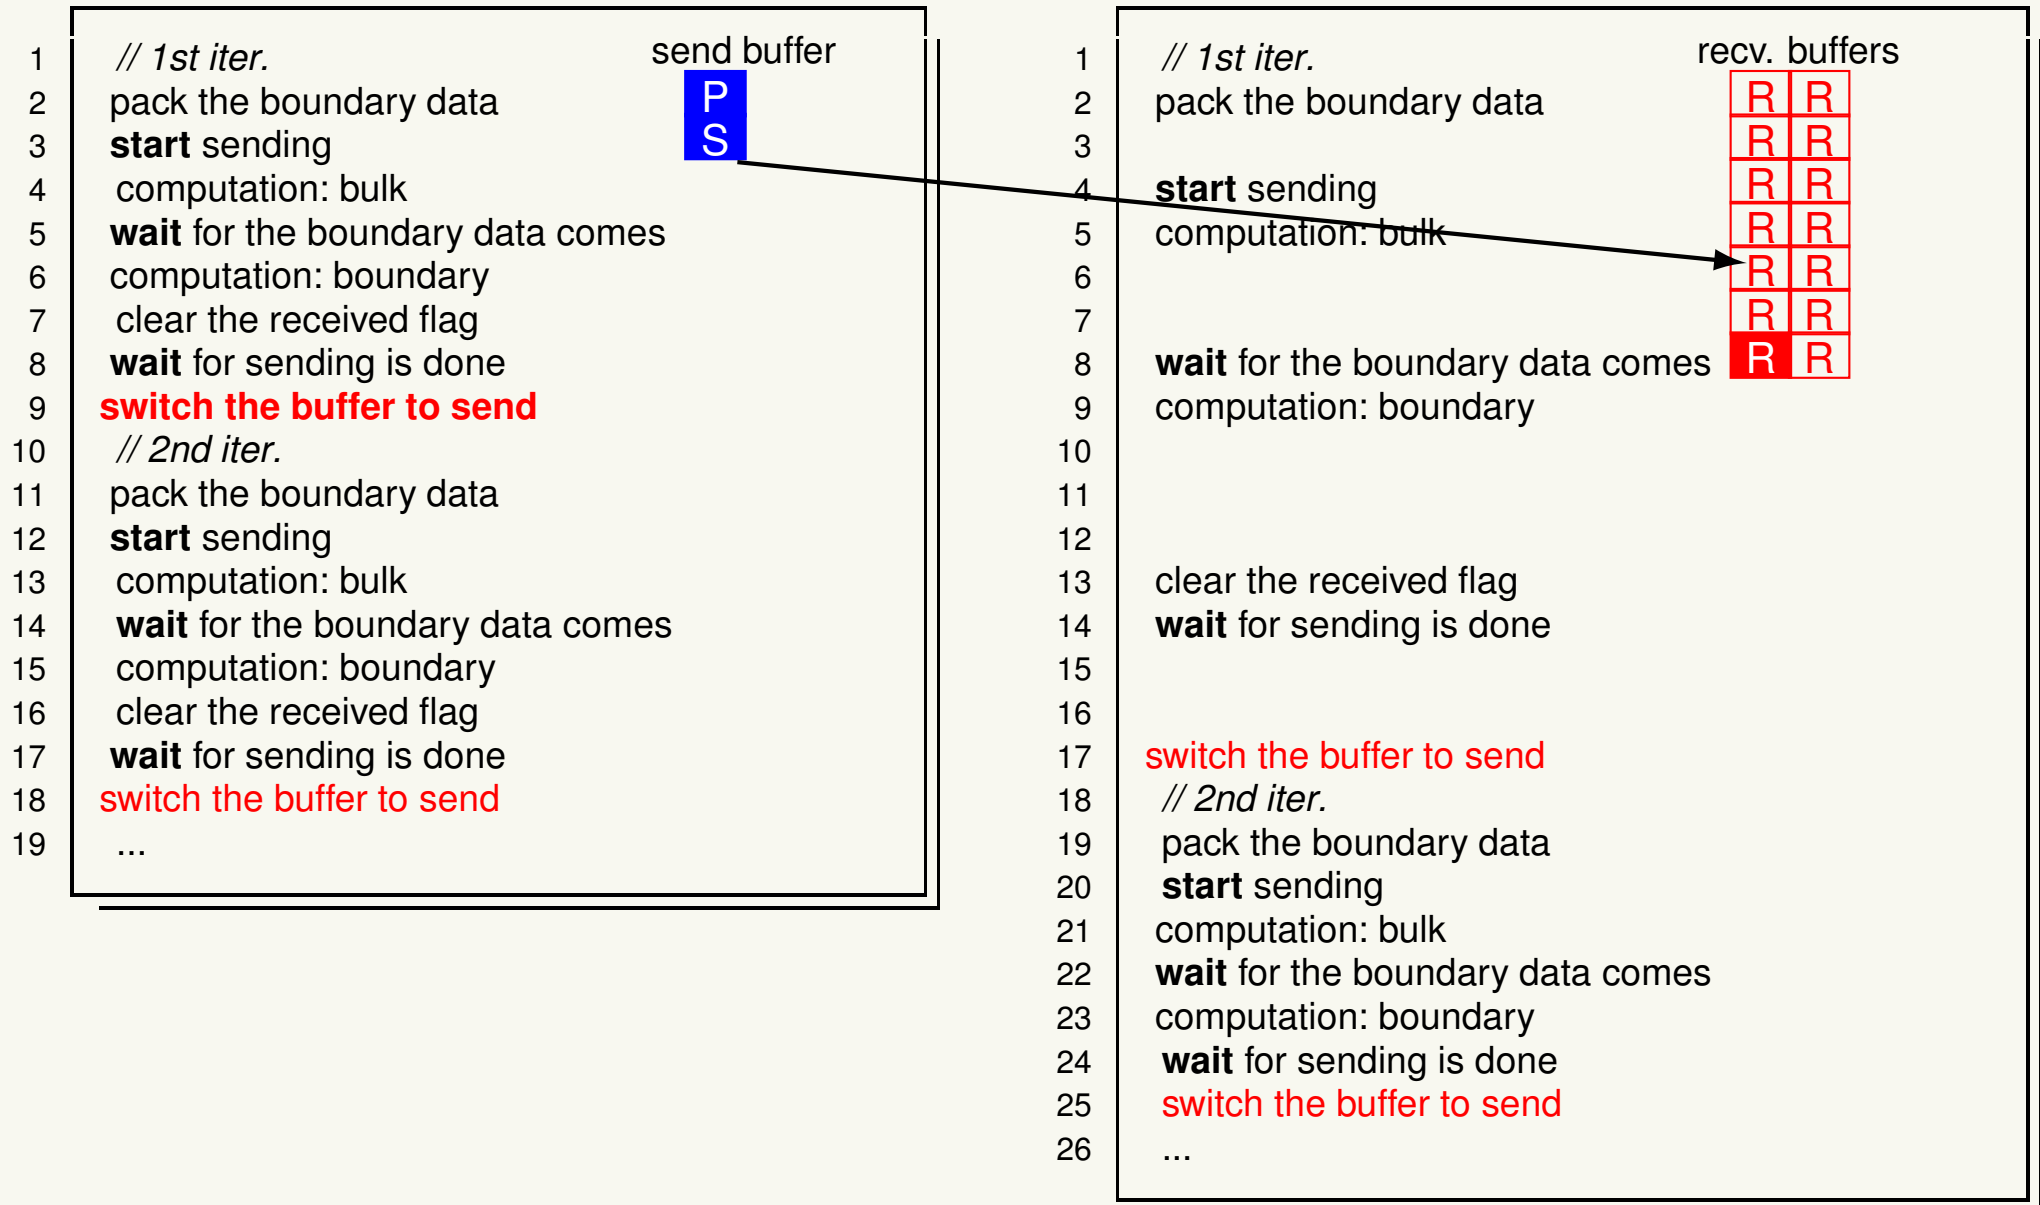 send buffer
1 // 1st iter.
2 pack the boundary data P
3 start sending S
4 computation: bulk
5 wait for the boundary data comes
6 computation: boundary
7 clear the received flag
8 wait for sending is done
9 switch the buffer to send
10 // 2nd iter.
11 pack the boundary data
12 start sending
13 computation: bulk
14 wait for the boundary data comes
15 computation: boundary
16 clear the received flag
17 wait for sending is done
18 switch the buffer to send
19 ...
recv. buffers
1 // 1st iter.
2 pack the boundary data R R
3 R R
4 start sending R R
5 computation: bulk R R
6 R R
7 R R
8 wait for the boundary data comes R R
9 computation: boundary
10
11
12
13 clear the received flag
14 wait for sending is done
15
16
17 switch the buffer to send
18 // 2nd iter.
19 pack the boundary data
20 start sending
21 computation: bulk
22 wait for the boundary data comes
23 computation: boundary
24 wait for sending is done
25 switch the buffer to send
26 ...